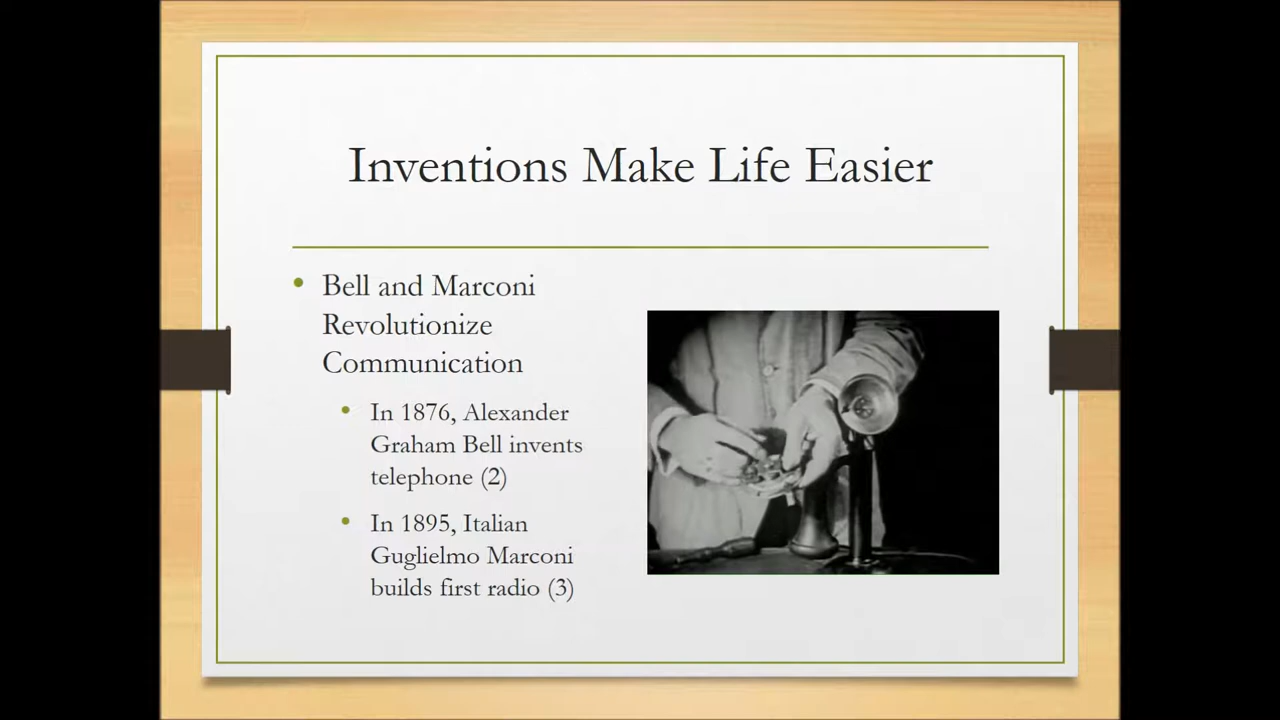 Inventions Make Life Easier
Bell and Marconi
Revolutionize
Communication
In 1876, Alexander
Graham Bell invents
telephone (2)
In 1895, Italian
Guglielmo Marconi
builds first radio (3)